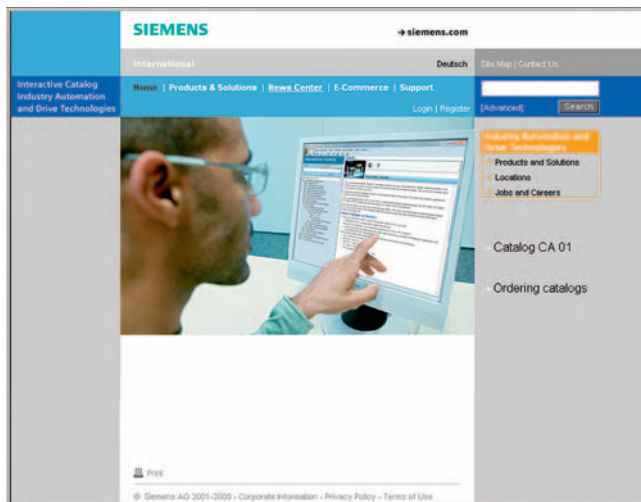 SIEMENS
siemens.com
International
Deutsch
Site Map | Contact Us
Interactive Catalog
Industry Automation
and Drive Technologies
Home | Products & Solutions | News Center | E-Commerce | Support
Login | Register
[Advanced]
Search
Industry Automation and
Drive Technologies
Products and Solutions
Locations
Jobs and Careers
Catalog CA 01
Ordering catalogs
Print
© Siemens AG 2001-2008 - Corporate Information - Privacy Policy - Terms of Use